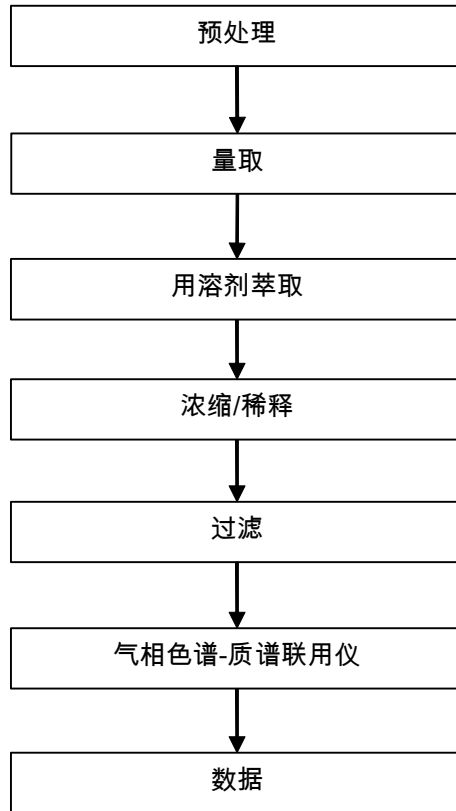 预处理
量取
用溶剂萃取
浓缩/稀释
过滤
气相色谱-质谱联用仪
数据